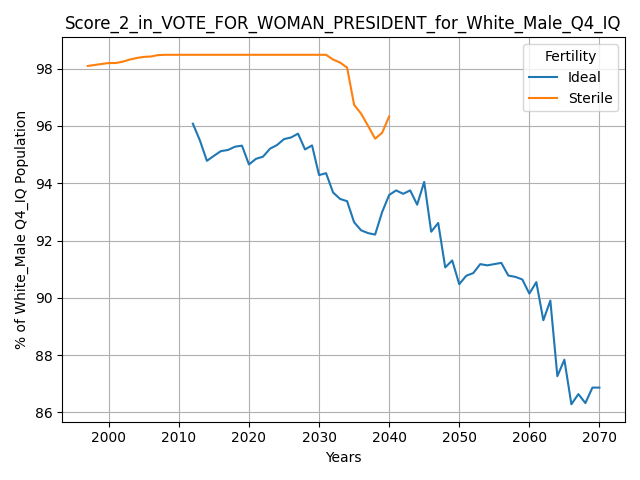 Score_2_in_VOTE_FOR_WOMAN_PRESIDENT_for_White_Male_Q4_IQ
Fertility
Ideal
Sterile
% of White_Male Q4_IQ Population
98
96
94
92
90
88
86
2000 2010 2020 2030 2040 2050 2060 2070
Years